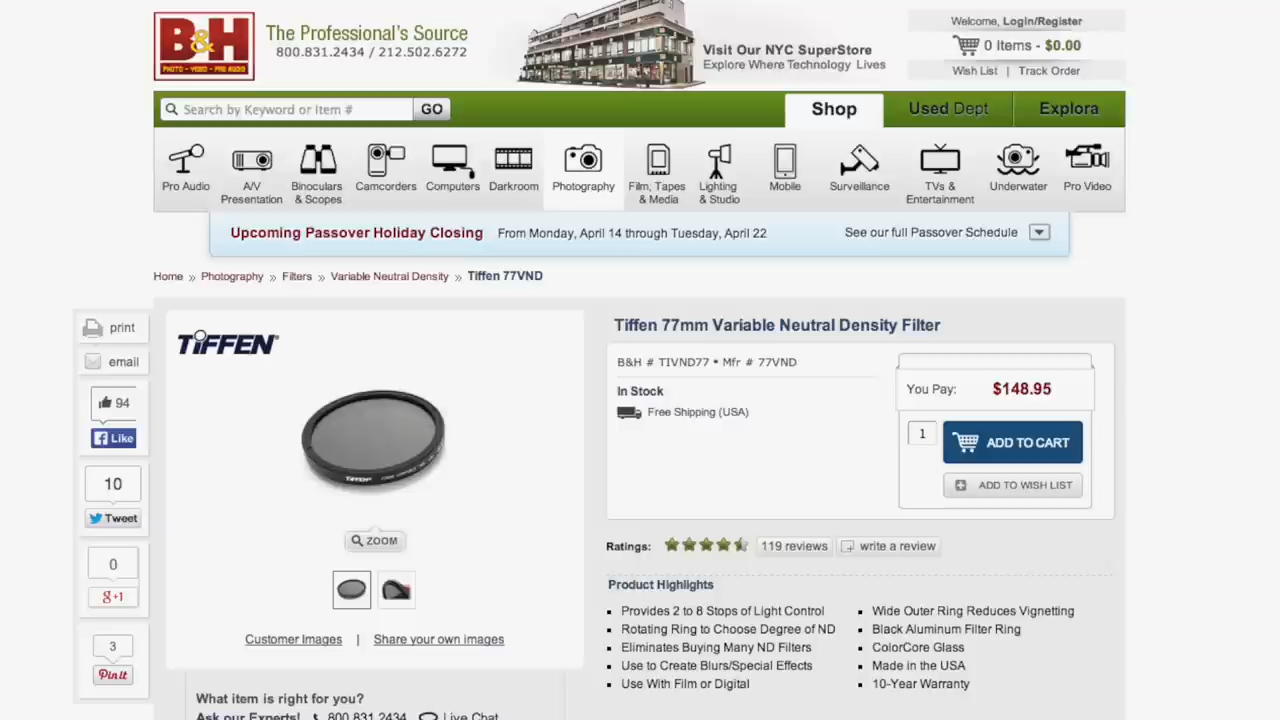 B&H
PHOTO - VIDEO - PRO AUDIO
The Professional's Source
800.831.2434 / 212.502.6272
Visit Our NYC SuperStore
Explore Where Technology Lives
Welcome, Login/Register
0 Items - $0.00
Wish List | Track Order
Search by Keyword or Item #
GO
Shop
Used Dept
Explora
Pro Audio
A/V
Presentation
Binoculars
& Scopes
Camcorders
Computers
Darkroom
Photography
Film, Tapes
& Media
Lighting
& Studio
Mobile
Surveillance
TVs &
Entertainment
Underwater
Pro Video
Upcoming Passover Holiday Closing From Monday, April 14 through Tuesday, April 22
See our full Passover Schedule
Home » Photography » Filters » Variable Neutral Density » Tiffen 77VND
print
email
94
Like
10
Tweet
0
g+1
3
Pin it
TIFFEN®
TIFFEN
ZOOM
Customer Images | Share your own images
What item is right for you?
Ask our Experts! 800.831.2434 Live Chat
Tiffen 77mm Variable Neutral Density Filter
B&H # TIVND77 • Mfr # 77VND
In Stock
Free Shipping (USA)
You Pay: $148.95
1
ADD TO CART
ADD TO WISH LIST
Ratings: 119 reviews write a review
Product Highlights
▪ Provides 2 to 8 Stops of Light Control
▪ Rotating Ring to Choose Degree of ND
▪ Eliminates Buying Many ND Filters
▪ Use to Create Blurs/Special Effects
▪ Use With Film or Digital
▪ Wide Outer Ring Reduces Vignetting
▪ Black Aluminum Filter Ring
▪ ColorCore Glass
▪ Made in the USA
▪ 10-Year Warranty